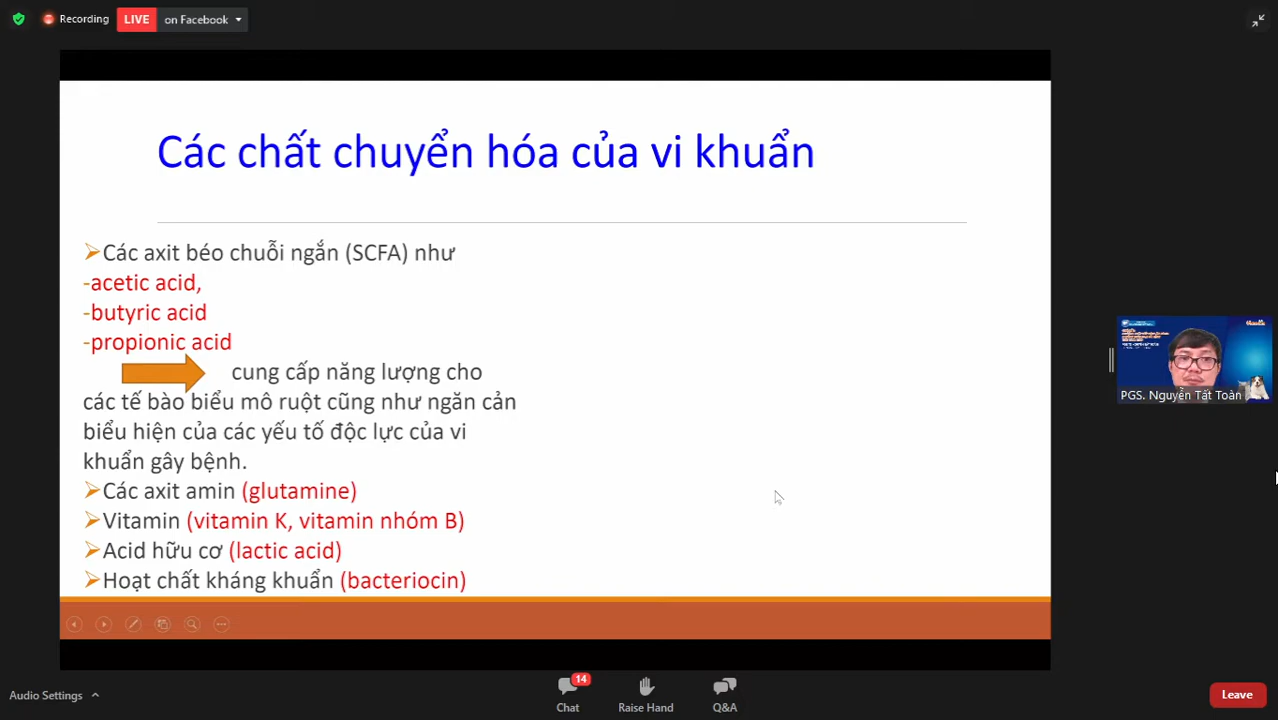 Recording
LIVE on Facebook
Các chất chuyển hóa của vi khuẩn
➢Các axit béo chuỗi ngắn (SCFA) như
-acetic acid,
-butyric acid
-propionic acid
cung cấp năng lượng cho
các tế bào biểu mô ruột cũng như ngăn cản
biểu hiện của các yếu tố độc lực của vi
khuẩn gây bệnh.
➢Các axit amin (glutamine)
➢Vitamin (vitamin K, vitamin nhóm B)
➢Acid hữu cơ (lactic acid)
➢Hoạt chất kháng khuẩn (bacteriocin)
PGS. Nguyễn Tất Toàn
Audio Settings
14
Chat
Raise Hand
Q&A
Leave